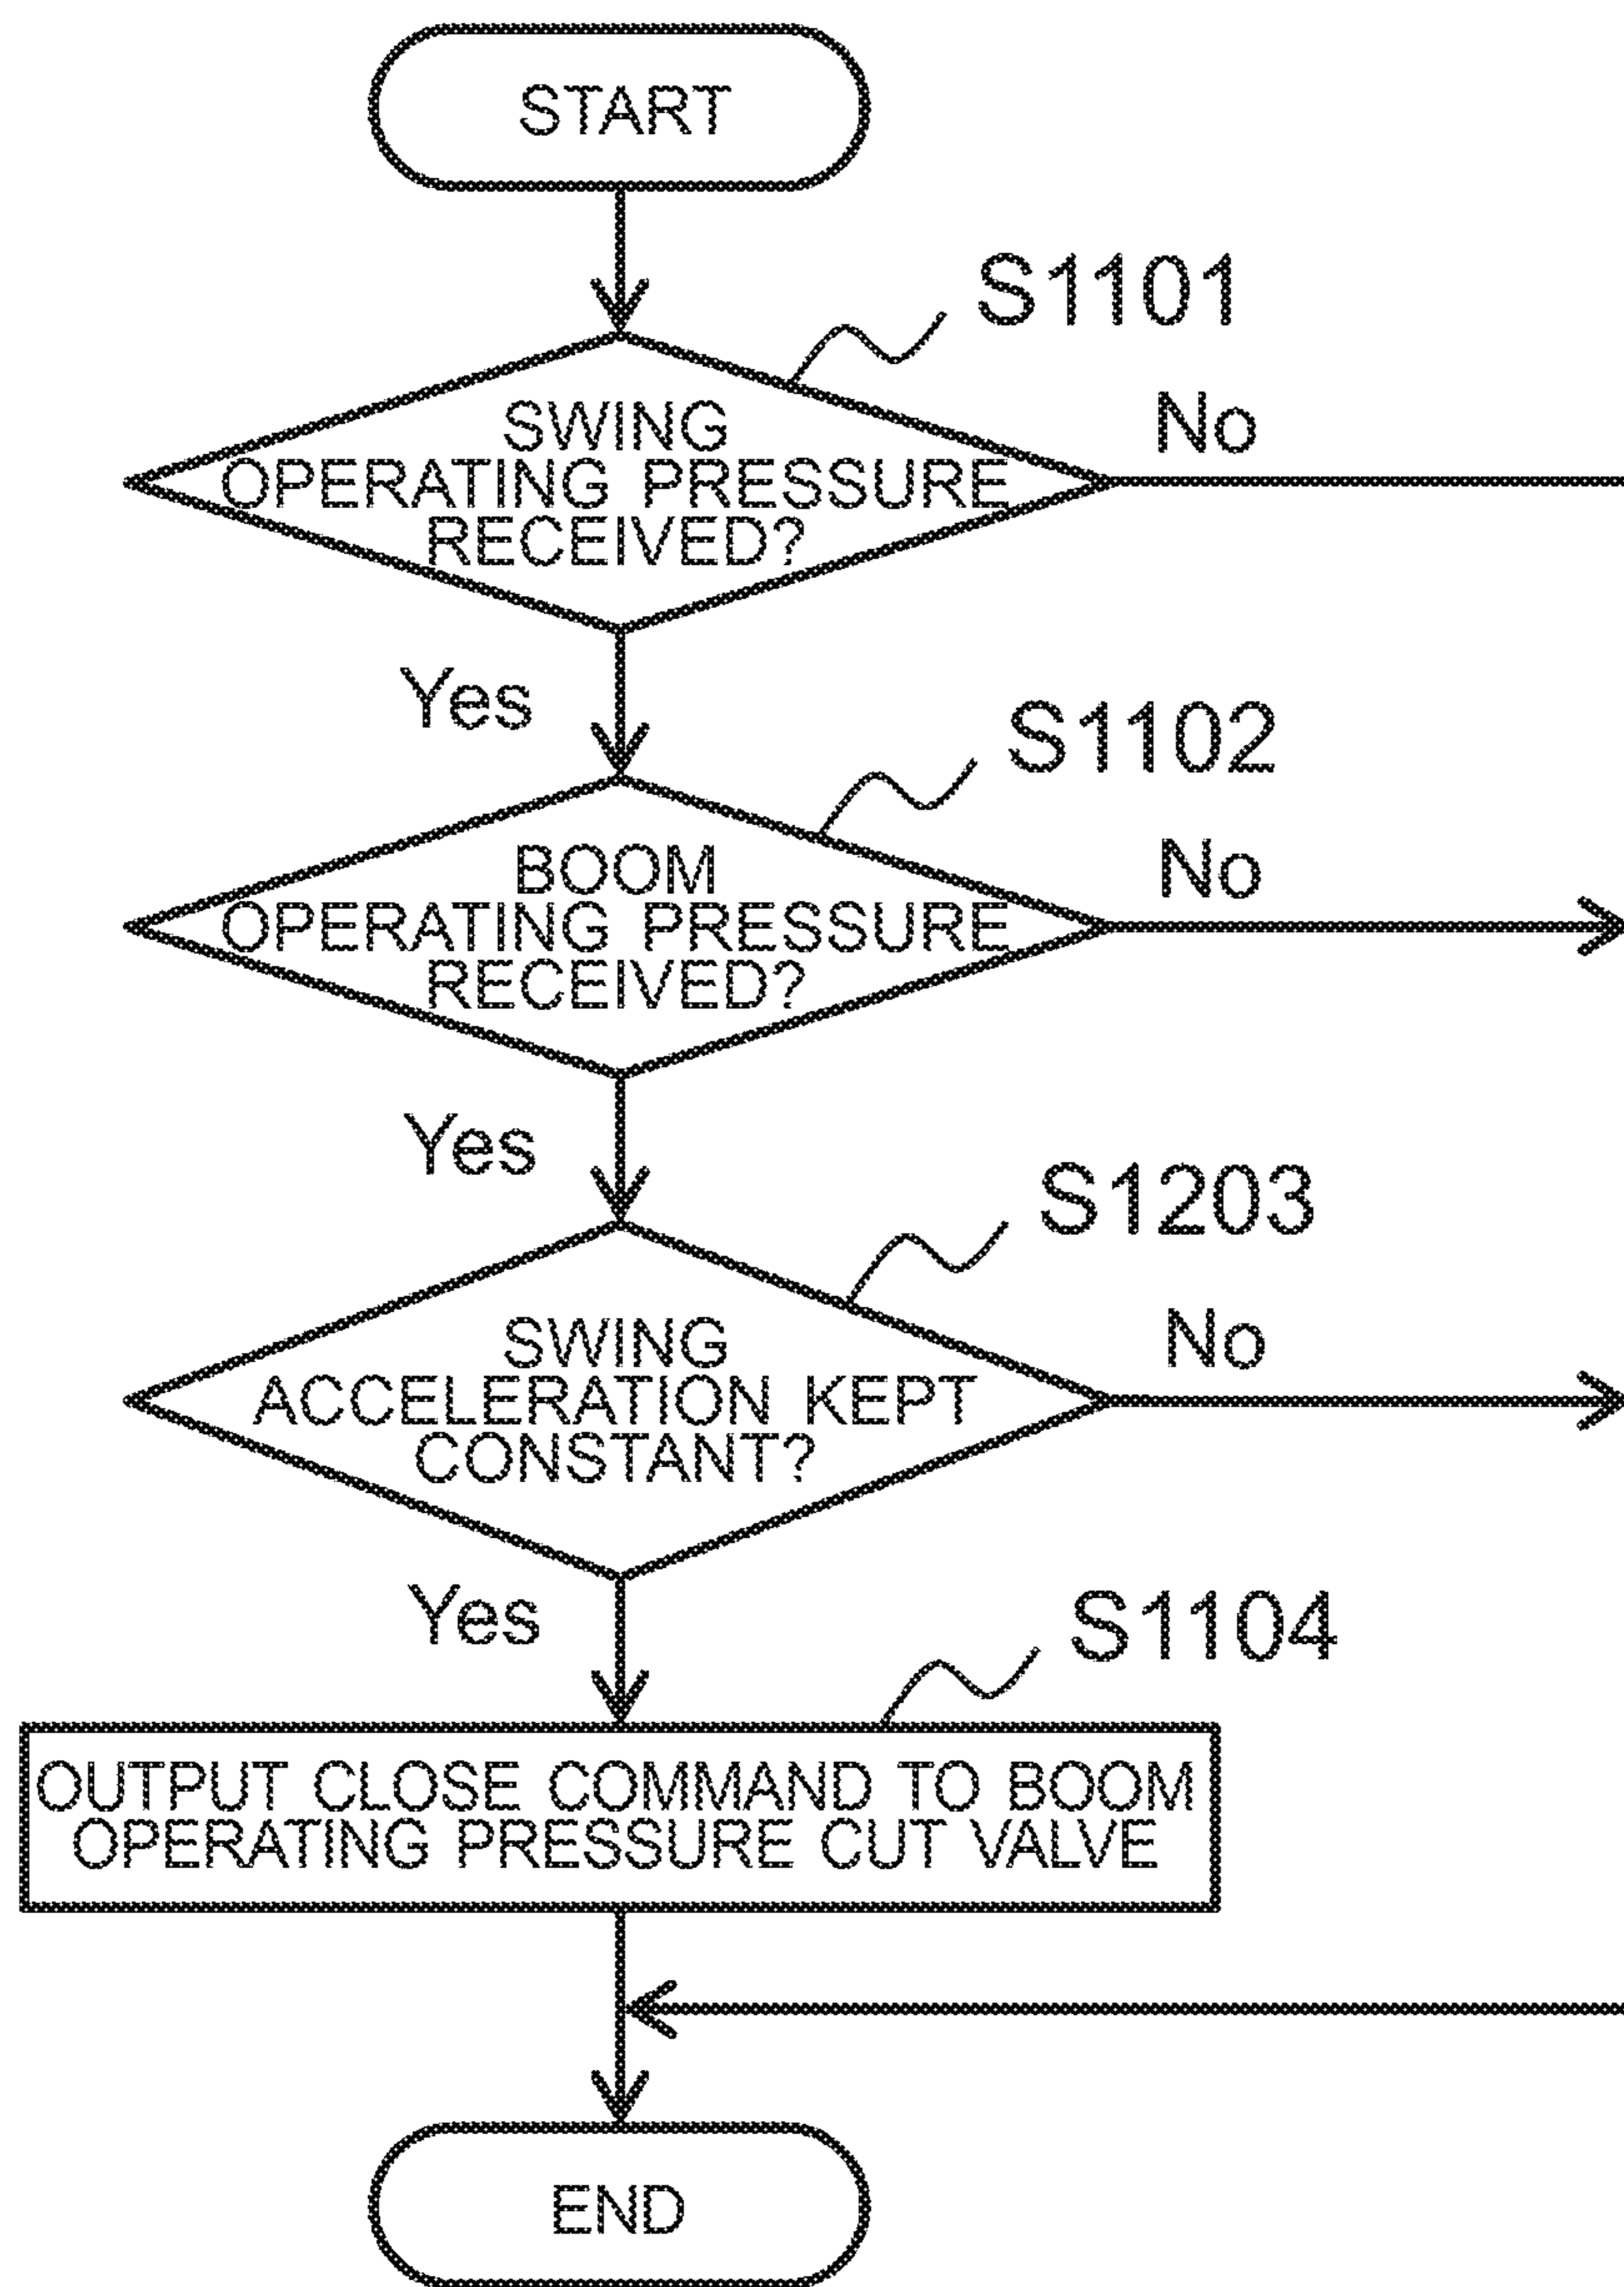 START
S1101
SWING
OPERATING PRESSURE
RECEIVED?
No
Yes
S1102
BOOM
OPERATING PRESSURE
RECEIVED?
No
Yes
S1203
SWING
ACCELERATION KEPT
CONSTANT?
No
Yes
S1104
OUTPUT CLOSE COMMAND TO BOOM
OPERATING PRESSURE CUT VALVE
END